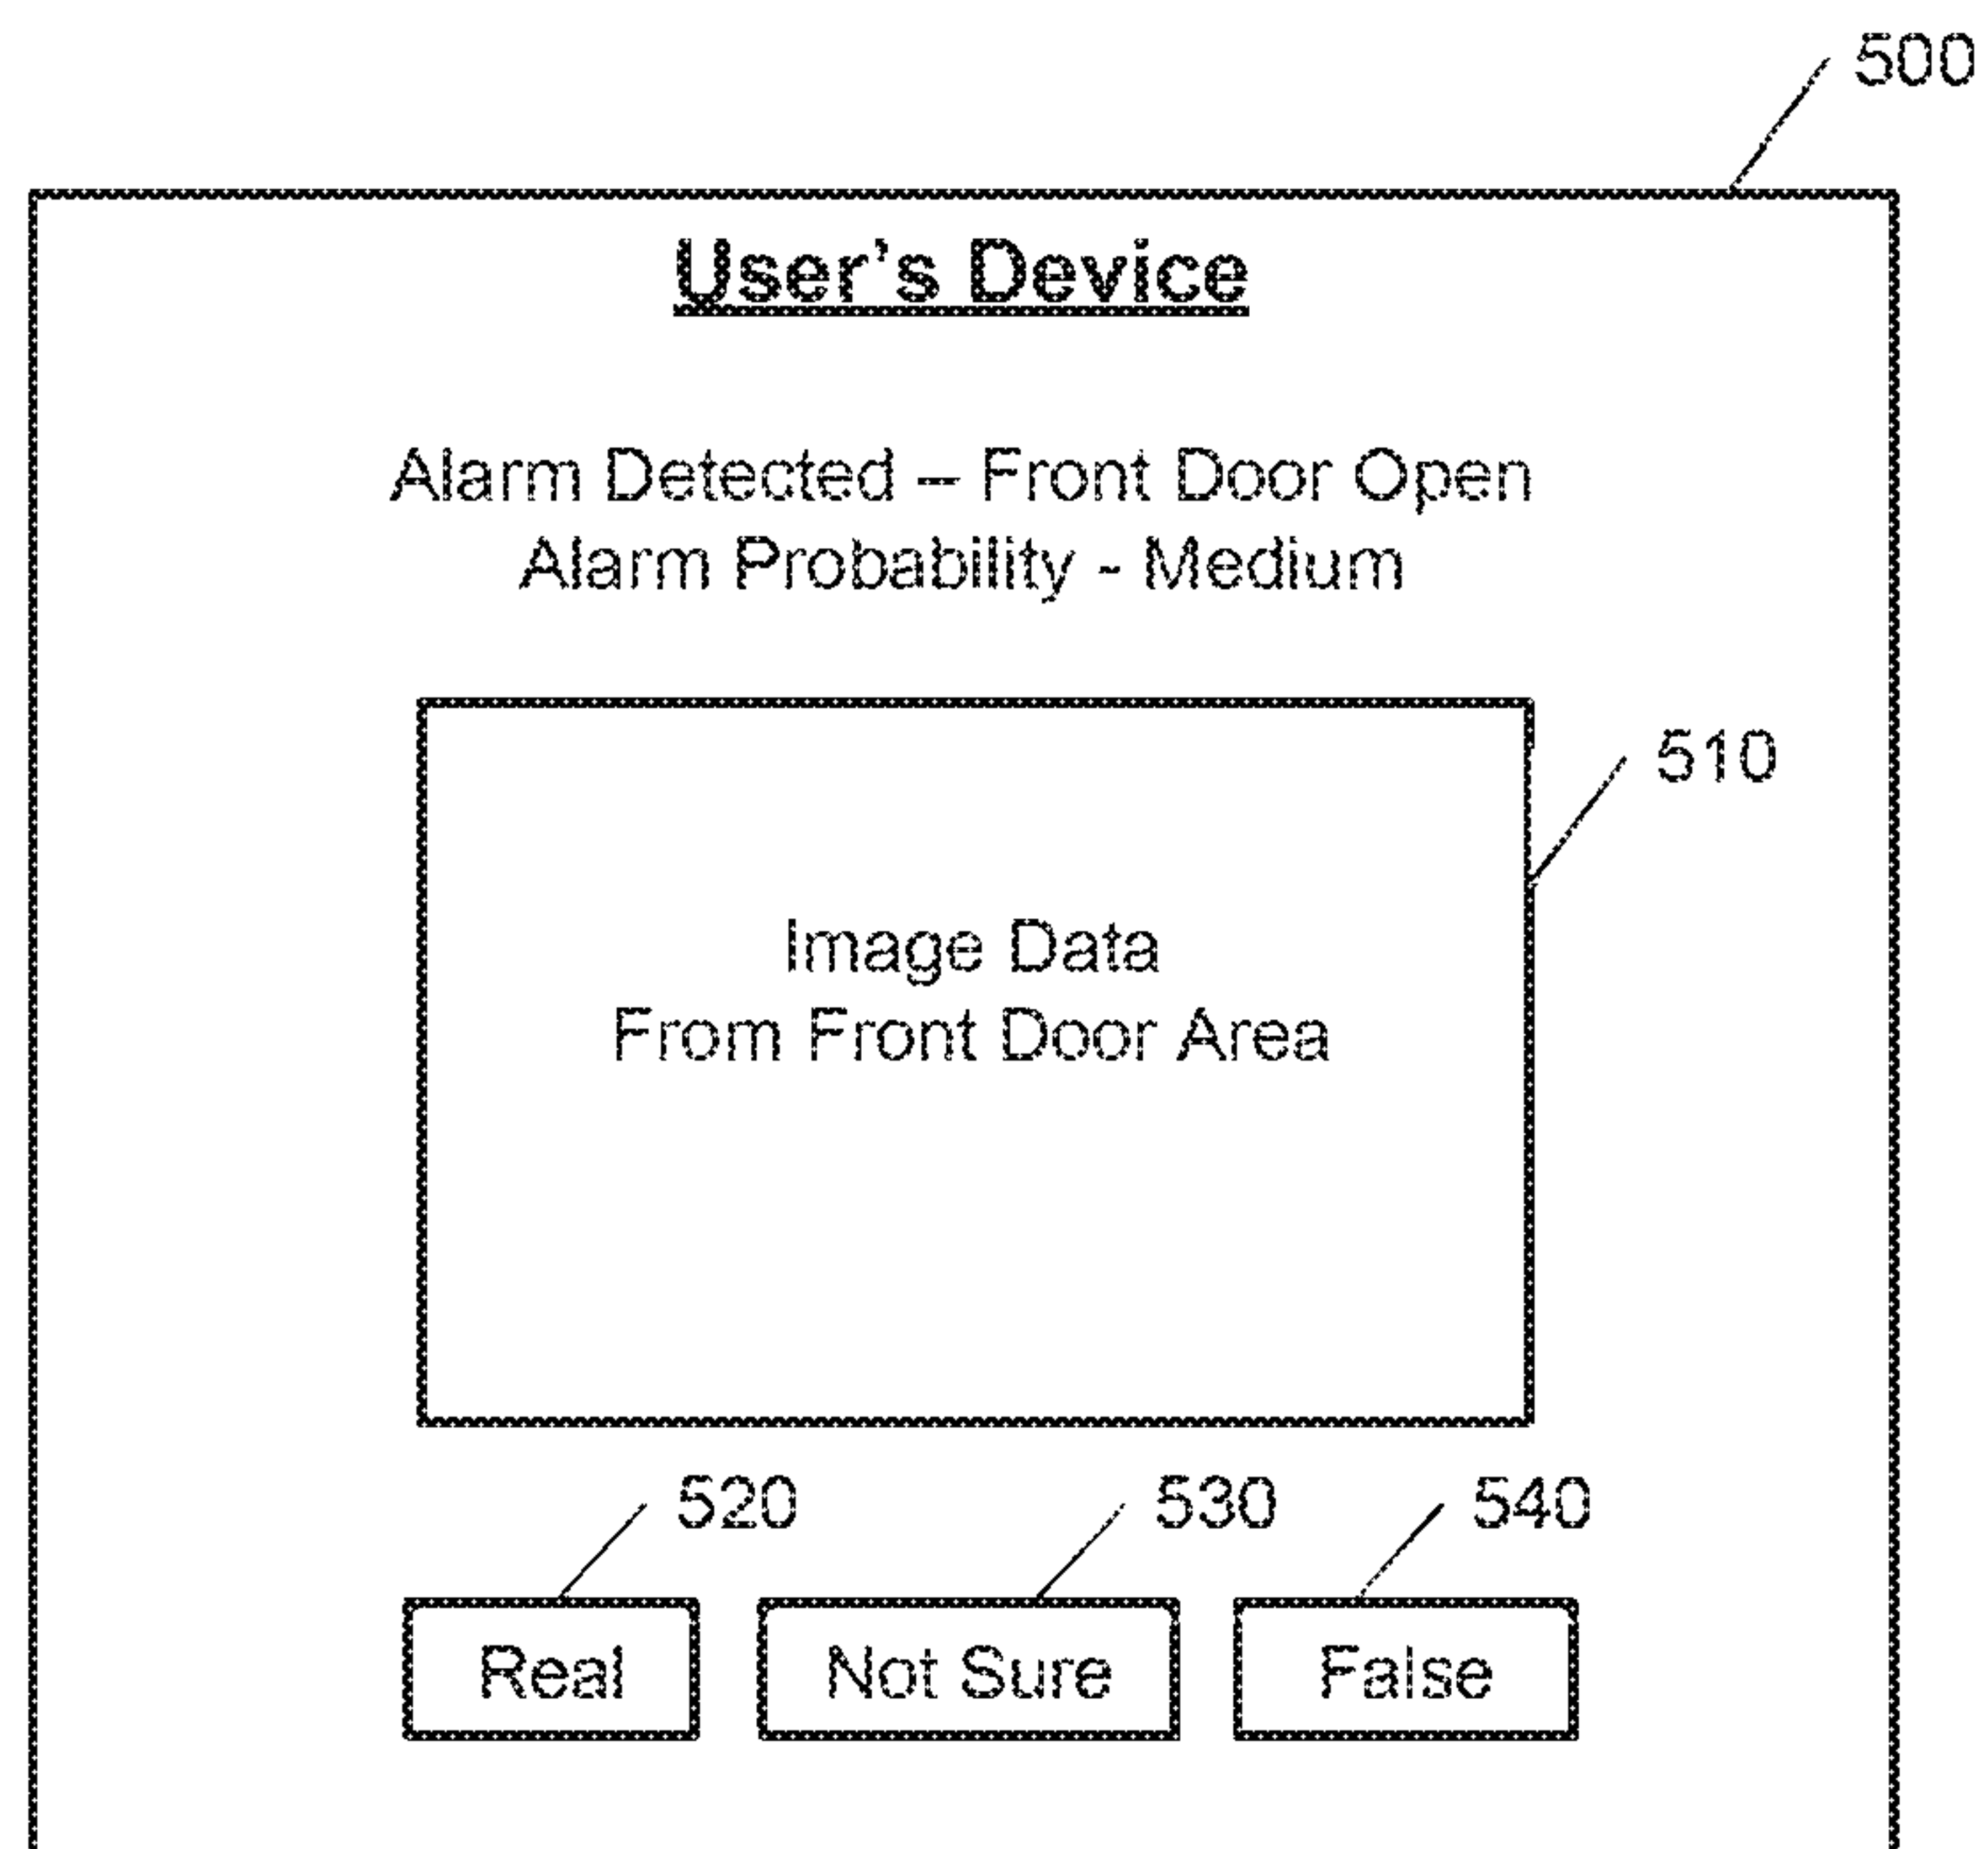 500
User's Device
Alarm Detected – Front Door Open
Alarm Probability - Medium
510
Image Data
From Front Door Area
520
530
540
Real
Not Sure
False